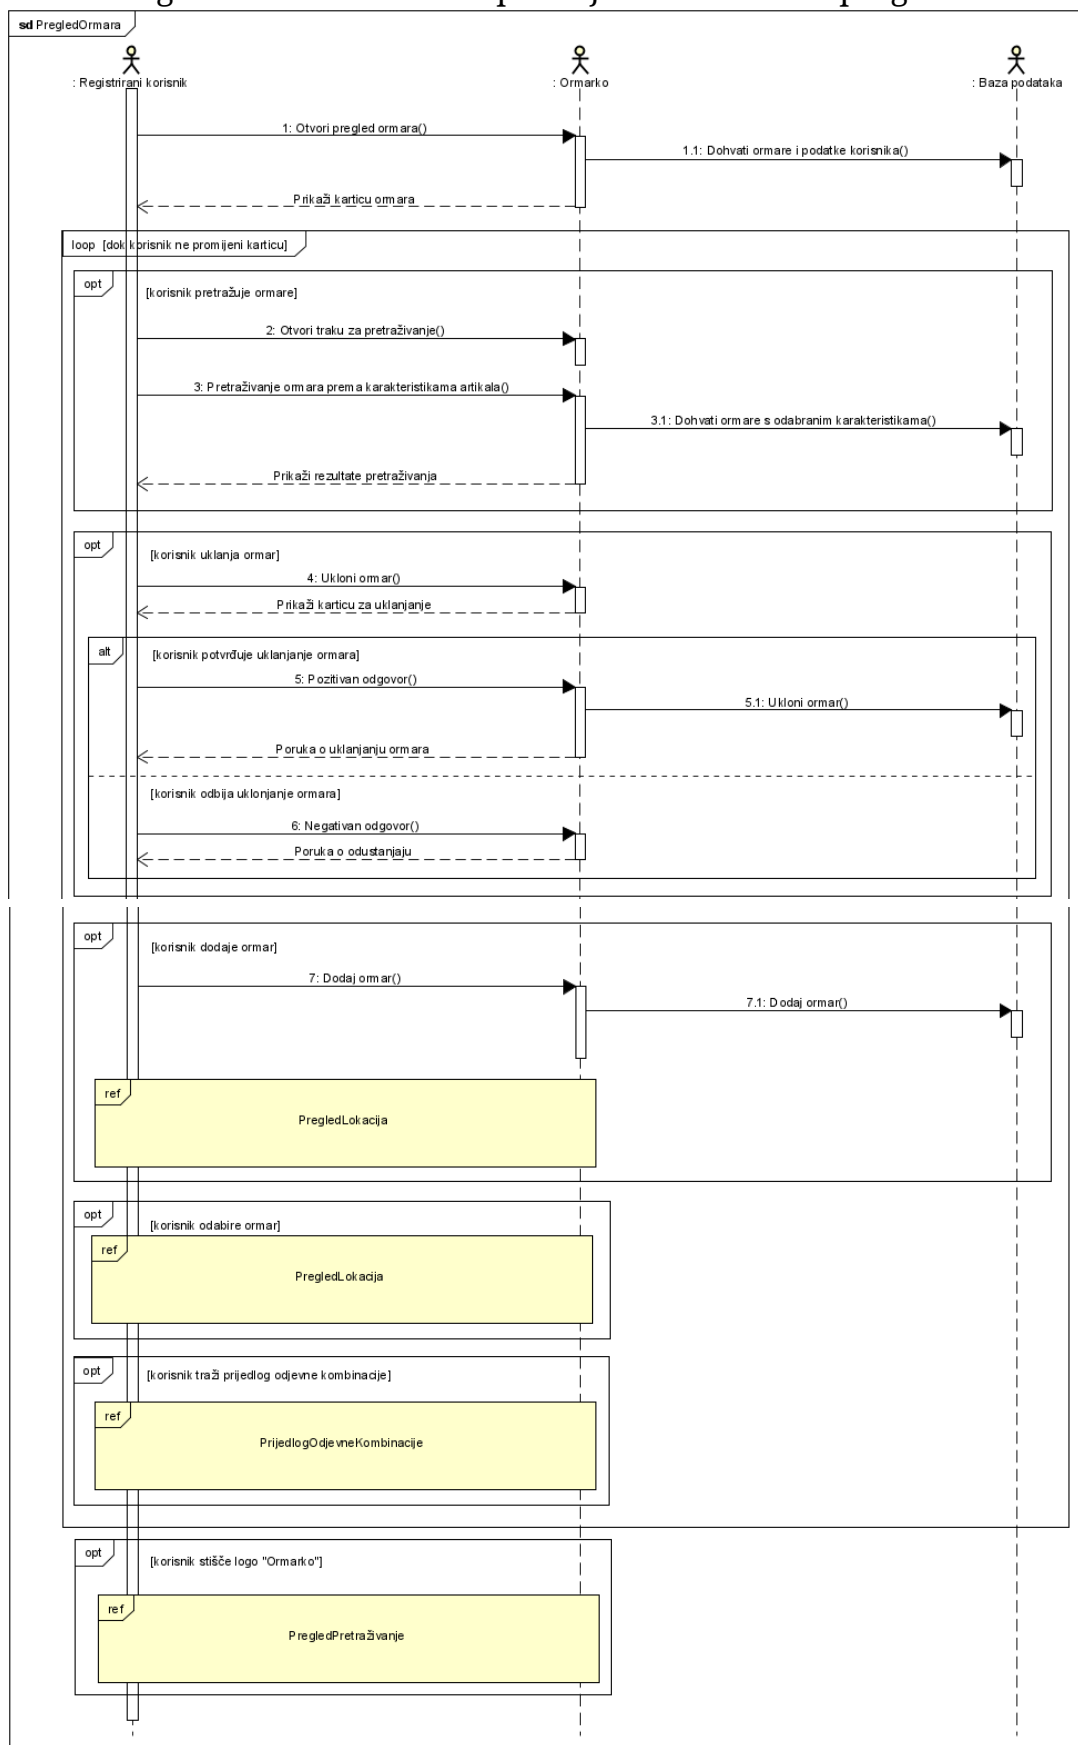 sd PregledOrmara
: Registrirani korisnik
: Ormarko
: Baza podataka
1: Otvori pregled ormara()
1.1: Dohvati ormare i podatke korisnika()
Prikaži karticu ormara
loop [dok korisnik ne promijeni karticu]
opt
[korisnik pretražuje ormare]
2: Otvori traku za pretraživanje()
3: Pretraživanje ormara prema karakteristikama artikala()
3.1: Dohvati ormare s odabranim karakteristikama()
Prikaži rezultate pretraživanja
opt
[korisnik uklanja ormar]
4: Ukloni ormar()
Prikaži karticu za uklanjanje
alt
[korisnik potvrđuje uklanjanje ormara]
5: Pozitivan odgovor()
5.1: Ukloni ormar()
Poruka o uklanjanju ormara
[korisnik odbija uklonjanje ormara]
6: Negativan odgovor()
Poruka o odustanjaju
opt
[korisnik dodaje ormar]
7: Dodaj ormar()
7.1: Dodaj ormar()
ref
PregledLokacija
opt
[korisnik odabire ormar]
ref
PregledLokacija
opt
[korisnik traži prijedlog odjevne kombinacije]
ref
PrijedlogOdjevneKombinacije
opt
[korisnik stišće logo "Ormarko"]
ref
PregledPretraživanje